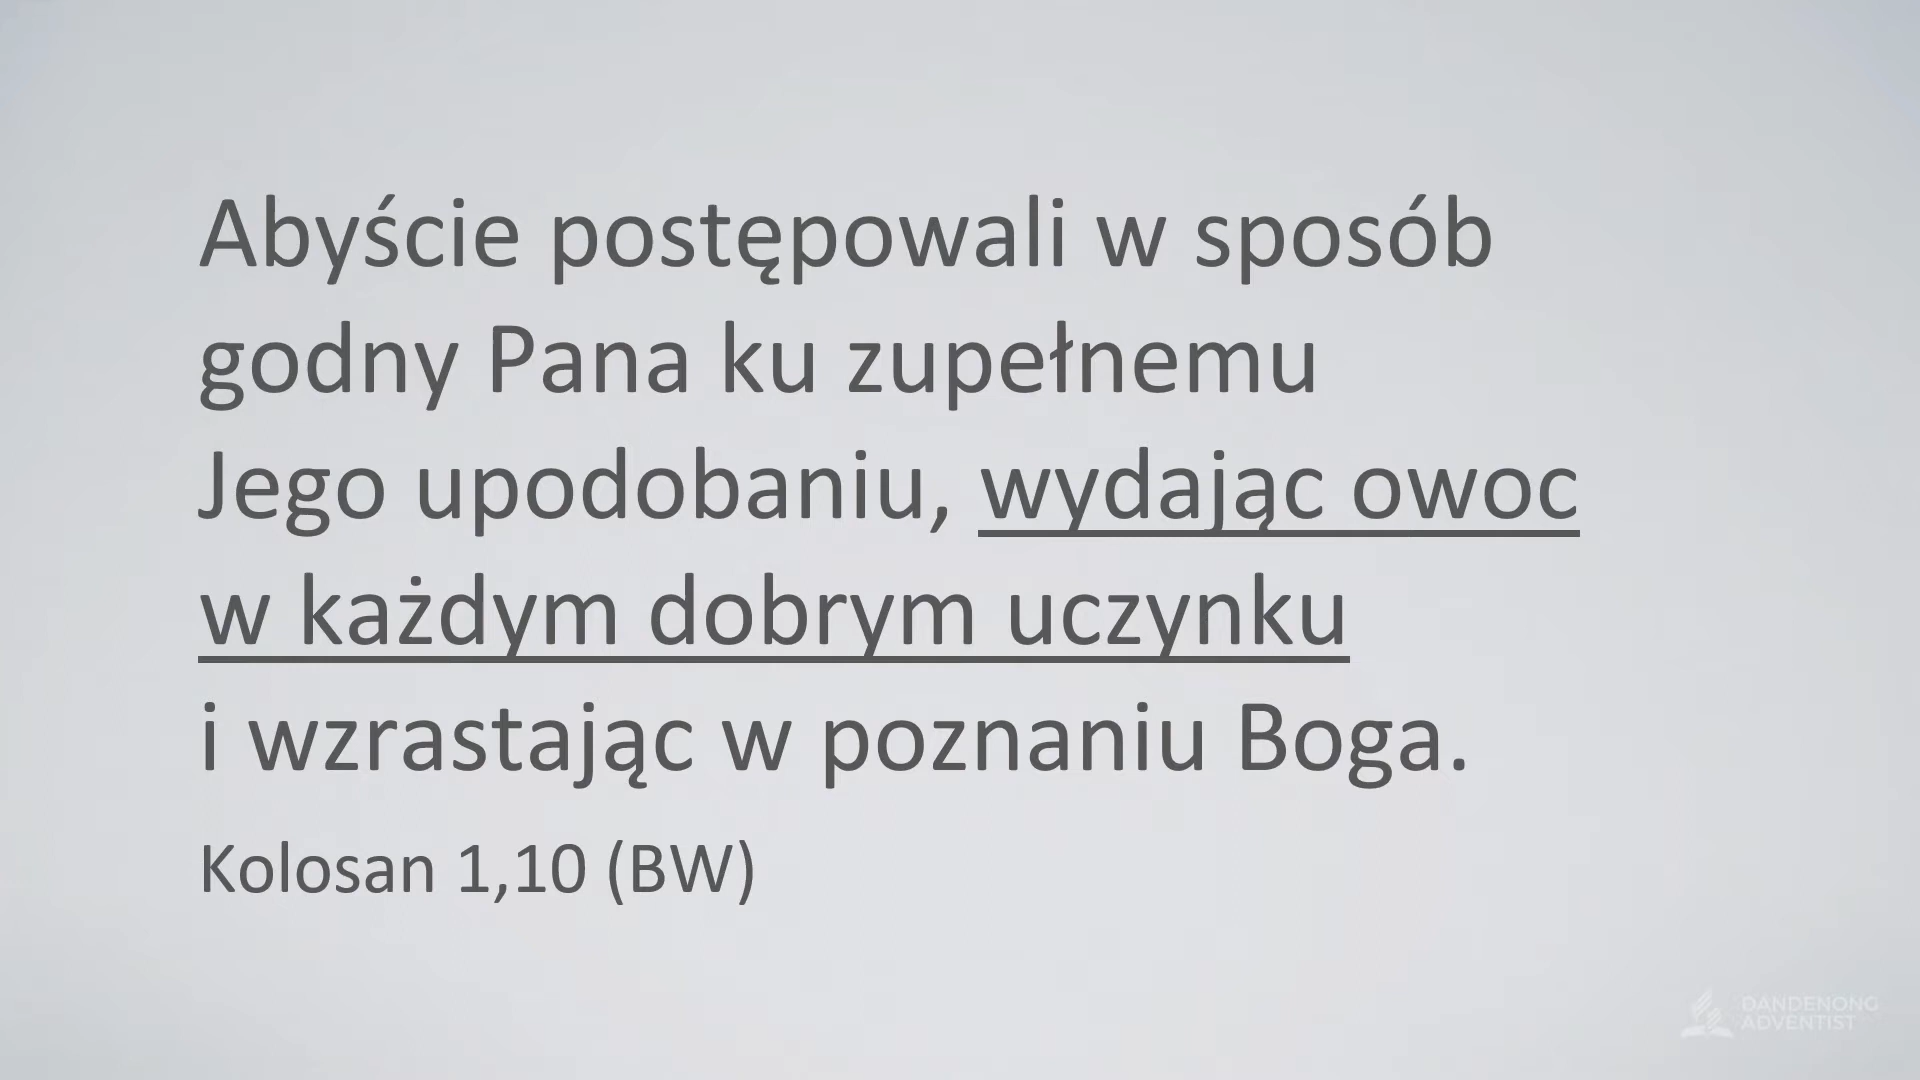 Abyście postępowali w sposób
godny Pana ku zupełnemu
Jego upodobaniu, wydając owoc
w każdym dobrym uczynku
i wzrastając w poznaniu Boga.
Kolosan 1,10 (BW)
DANDENONG
ADVENTIST